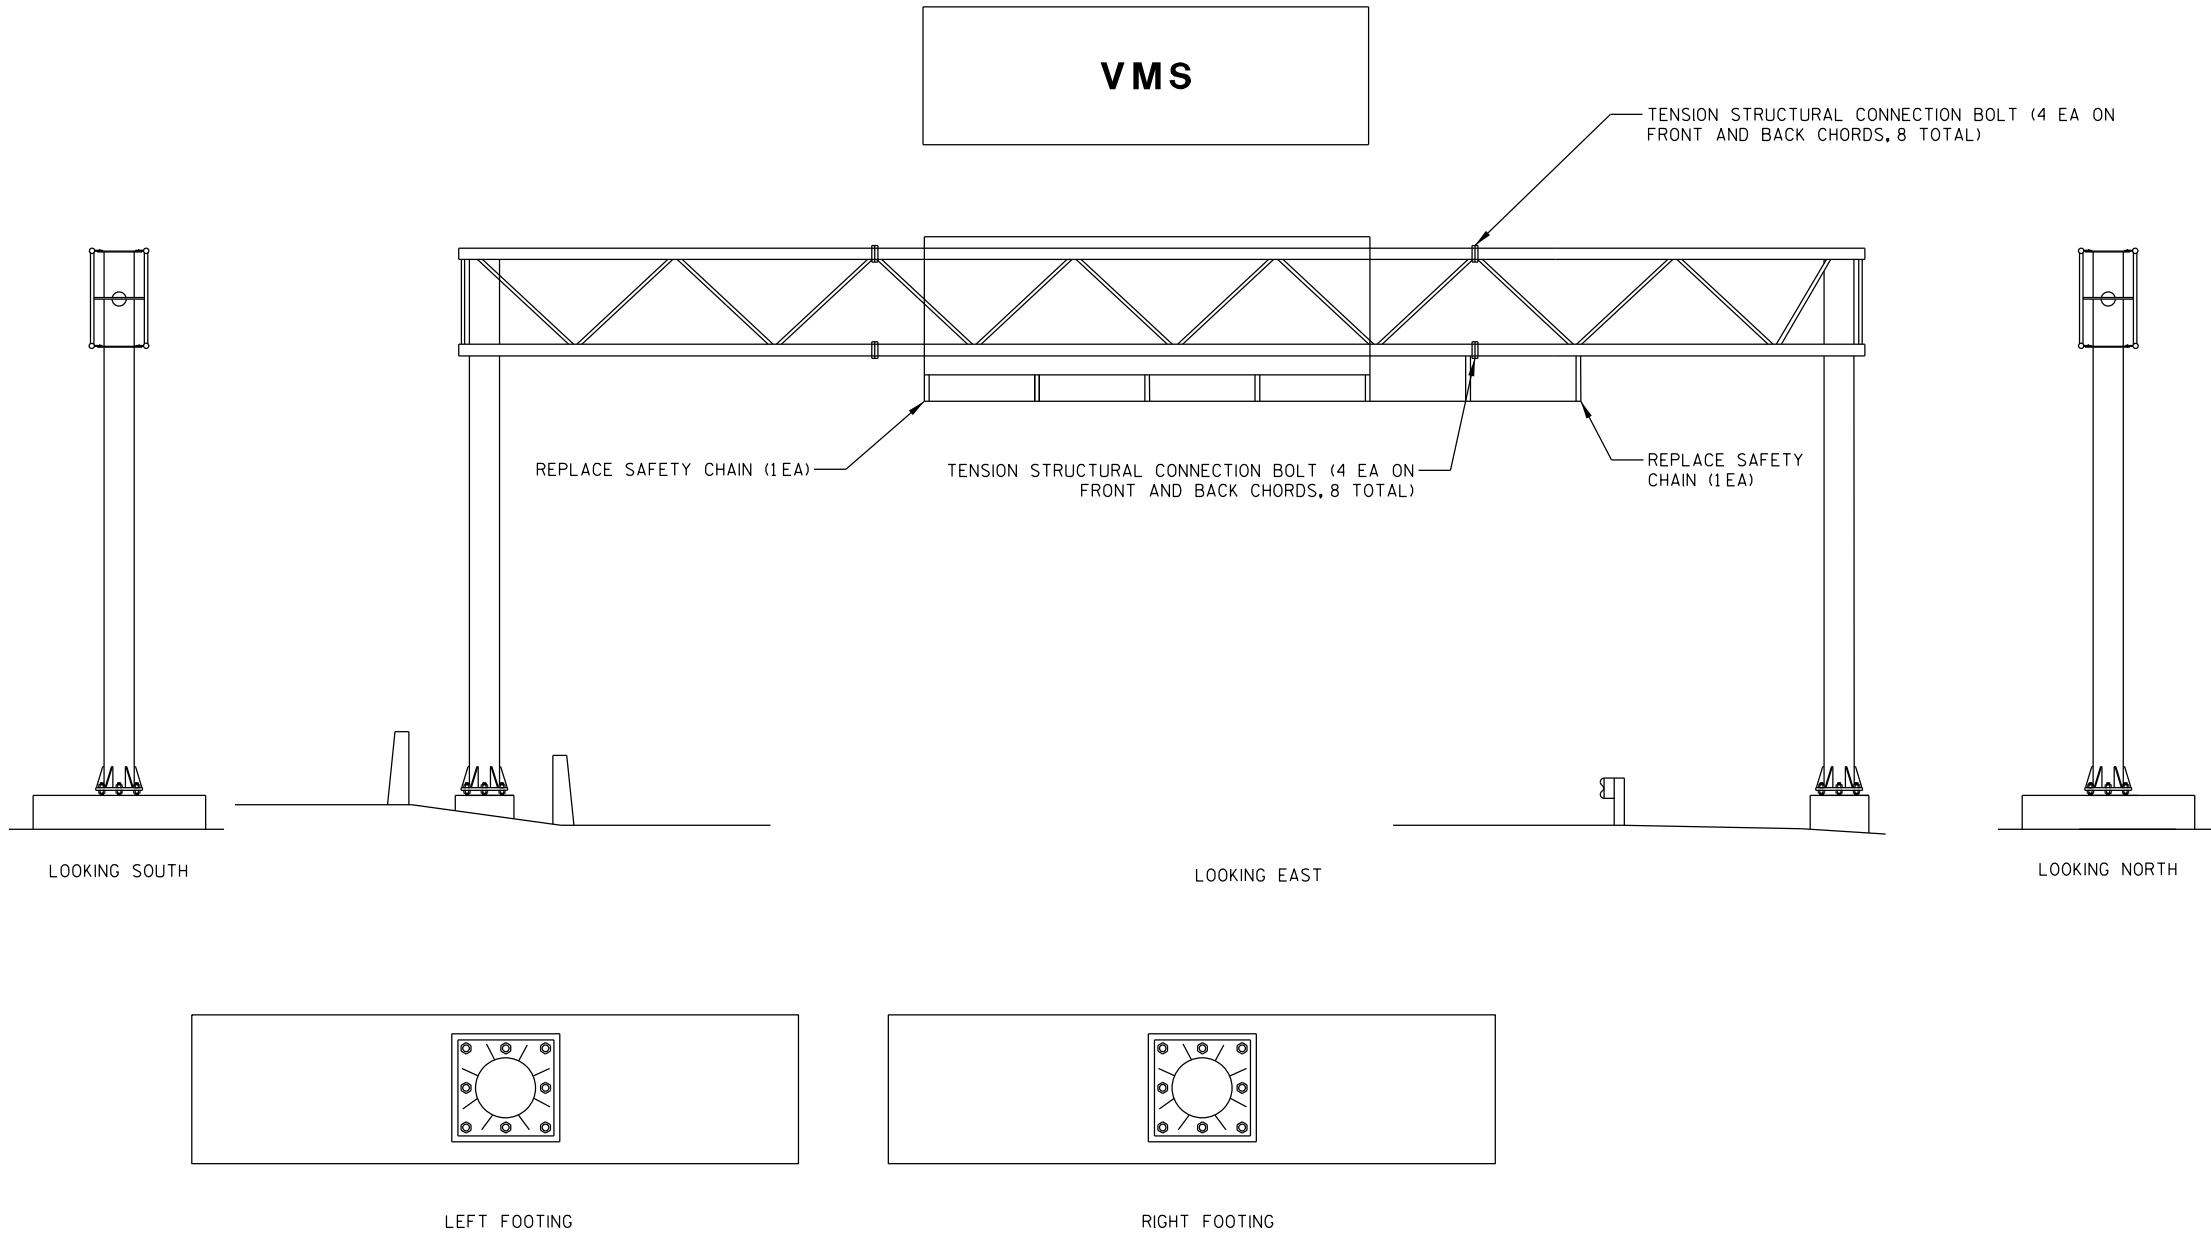 VMS
TENSION STRUCTURAL CONNECTION BOLT (4 EA ON
FRONT AND BACK CHORDS, 8 TOTAL)
REPLACE SAFETY CHAIN (1 EA)
TENSION STRUCTURAL CONNECTION BOLT (4 EA ON
FRONT AND BACK CHORDS, 8 TOTAL)
REPLACE SAFETY
CHAIN (1 EA)
LOOKING SOUTH
LOOKING EAST
LOOKING NORTH
LEFT FOOTING
RIGHT FOOTING